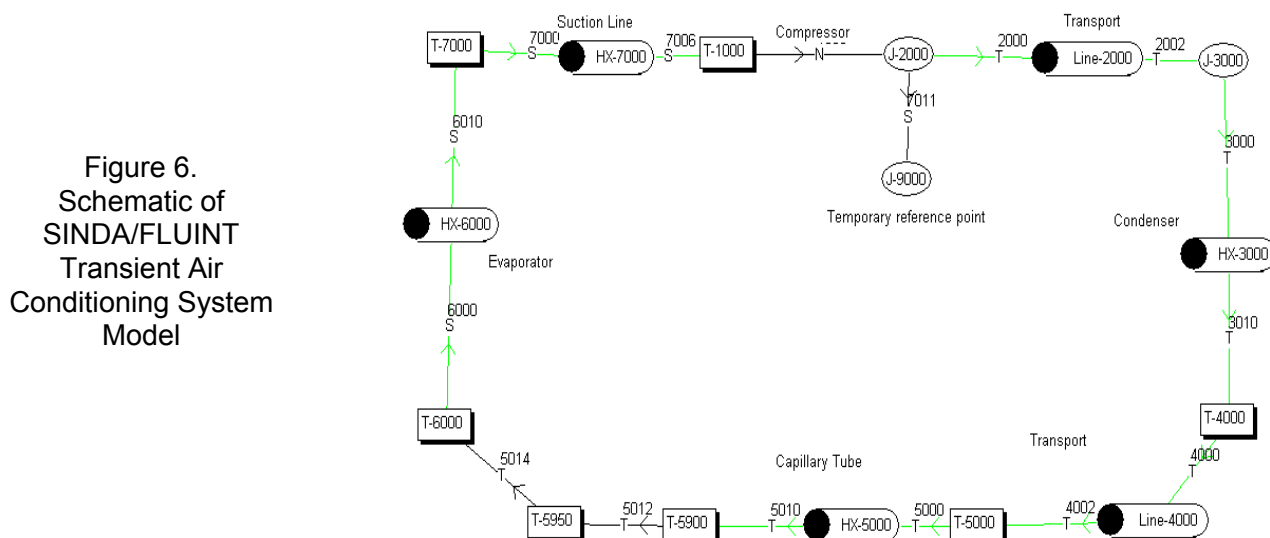 Figure 6.
Schematic of
SINDA/FLUINT
Transient Air
Conditioning System
Model
Suction Line
Compressor
Transport
T-7000
7000
S
HX-7000
7006
S
T-1000
N
J-2000
2000
T
Line-2000
2002
T
J-3000
7011
S
J-9000
Temporary reference point
3000
T
Condenser
HX-3000
3010
T
T-4000
6010
S
HX-6000
Evaporator
6000
S
T-6000
Transport
4000
T
Line-4000
4002
T
T-5000
5000
T
Capillary Tube
HX-5000
5010
T
T-5900
5012
T
T-5950
5014
T